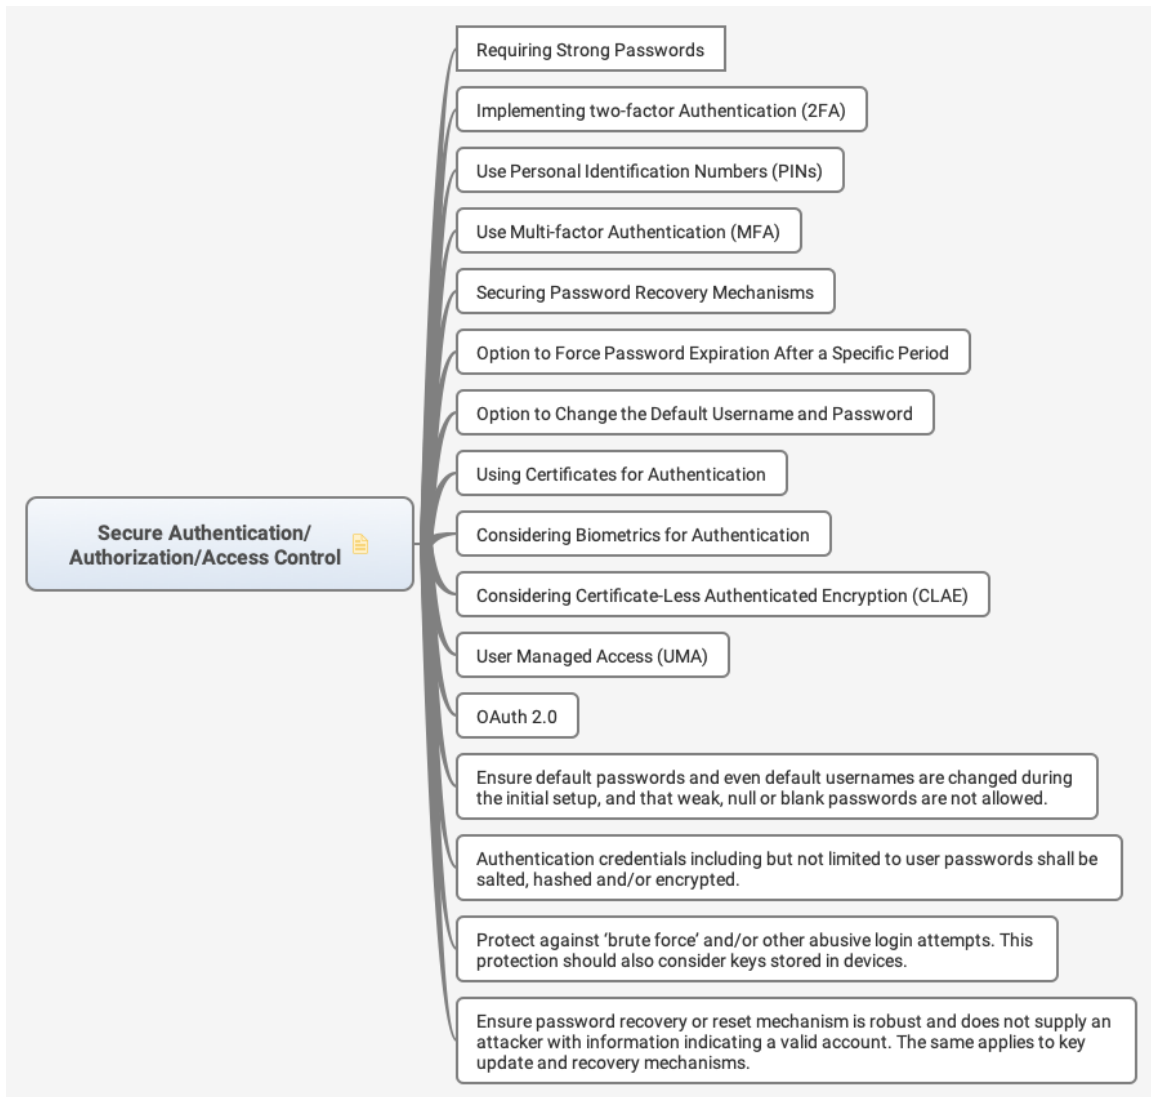 Requiring Strong Passwords
Implementing two-factor Authentication (2FA)
Use Personal Identification Numbers (PINs)
Use Multi-factor Authentication (MFA)
Securing Password Recovery Mechanisms
Option to Force Password Expiration After a Specific Period
Option to Change the Default Username and Password
Using Certificates for Authentication
Secure Authentication/
Authorization/Access Control
Considering Biometrics for Authentication
Considering Certificate-Less Authenticated Encryption (CLAE)
User Managed Access (UMA)
OAuth 2.0
Ensure default passwords and even default usernames are changed during
the initial setup, and that weak, null or blank passwords are not allowed.
Authentication credentials including but not limited to user passwords shall be
salted, hashed and/or encrypted.
Protect against ‘brute force’ and/or other abusive login attempts. This
protection should also consider keys stored in devices.
Ensure password recovery or reset mechanism is robust and does not supply an
attacker with information indicating a valid account. The same applies to key
update and recovery mechanisms.